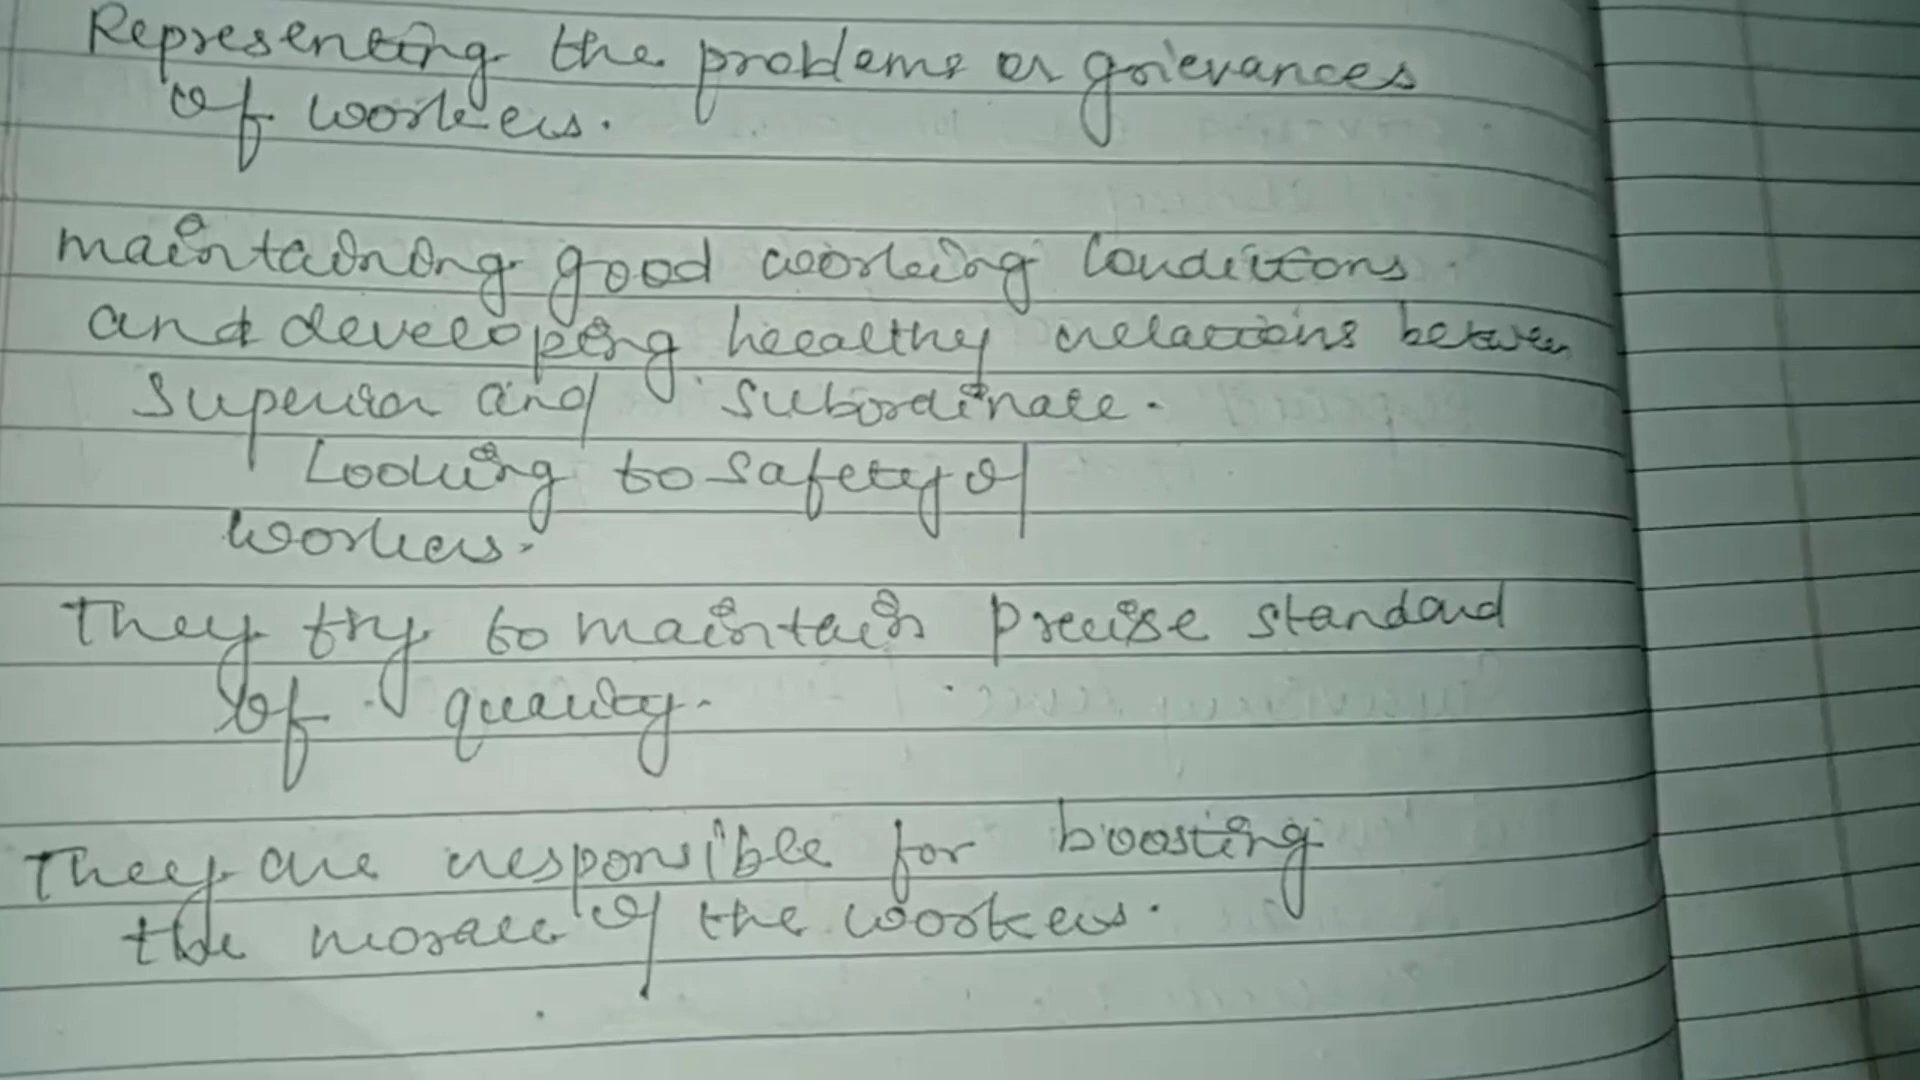 Representing the problems or grievances
of workers.
maintaining good working conditions
and developing heealthy relations between
superior and subordinate.
Looking to safety of
workers.
They try to maintain precise standard
of quality.
They are responsible for boosting
the morale of the workers.